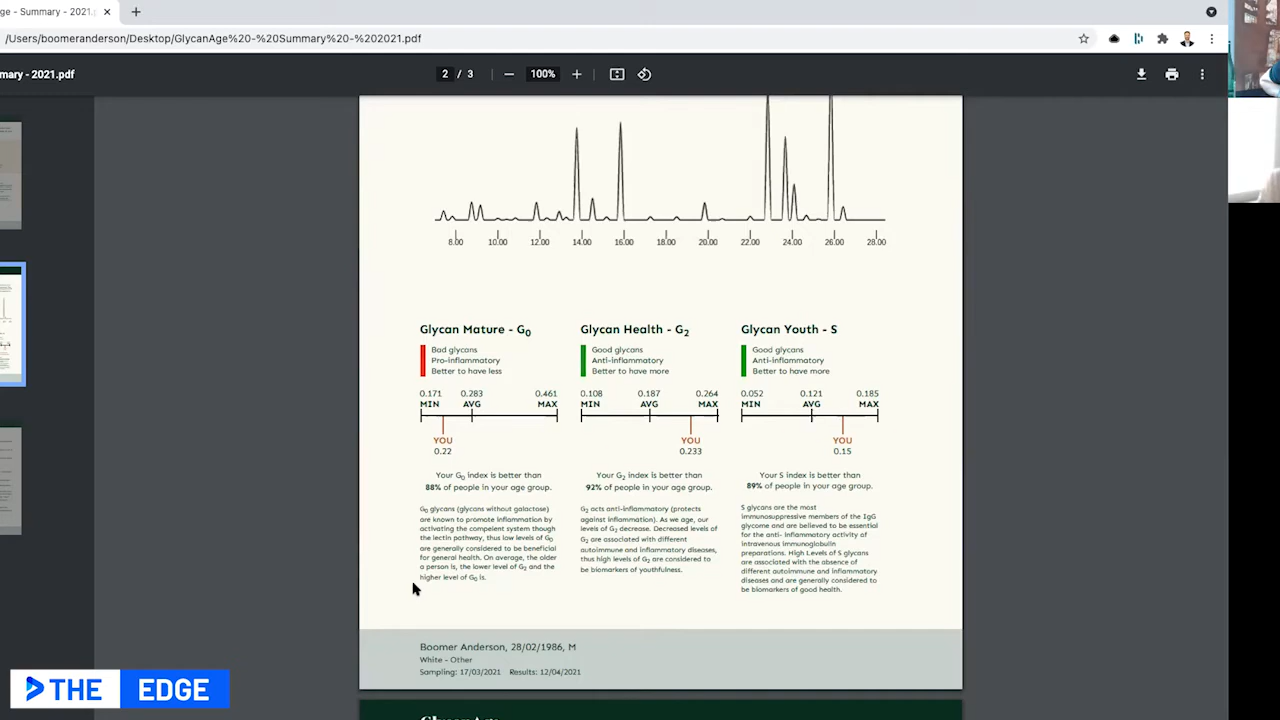 ge - Summary - 2021.
/Users/boomeranderson/Desktop/GlycanAge%20-%20Summary%20-%202021.pdf
mary - 2021.pdf
2 / 3
100%
8.00 10.00 12.00 14.00 16.00 18.00 20.00 22.00 24.00 26.00 28.00
Glycan Mature - G0
Bad glycans
Pro-inflammatory
Better to have less
0.171 0.283 0.461
MIN AVG MAX
YOU
0.22
Your G0 index is better than
88% of people in your age group.
G0 glycans (glycans without galactose)
are known to promote inflammation by
activating the compelent system though
the lectin pathway, thus low levels of G0
are generally considered to be beneficial
for general health. On average, the older
a person is, the lower level of G2 and the
higher level of G0 is.
Glycan Health - G2
Good glycans
Anti-inflammatory
Better to have more
0.108 0.187 0.264
MIN AVG MAX
YOU
0.233
Your G2 index is better than
92% of people in your age group.
G2 acts anti-inflammatory (protects
against inflammation). As we age, our
levels of G2 decrease. Decreased levels of
G2 are associated with different
autoimmune and inflammatory diseases,
thus high levels of G2 are considered to
be biomarkers of youthfulness.
Glycan Youth - S
Good glycans
Anti-inflammatory
Better to have more
0.052 0.121 0.185
MIN AVG MAX
YOU
0.15
Your S index is better than
89% of people in your age group.
S glycans are the most
immunosuppressive members of the IgG
glycome and are believed to be essential
for the anti- inflammatory activity of
intravenous immunoglobulin
preparations. High Levels of S glycans
are associated with the absence of
different autoimmune and inflammatory
diseases and are generally considered to
be biomarkers of good health.
Boomer Anderson, 28/02/1986, M
White - Other
Sampling: 17/03/2021 Results: 12/04/2021
THE EDGE